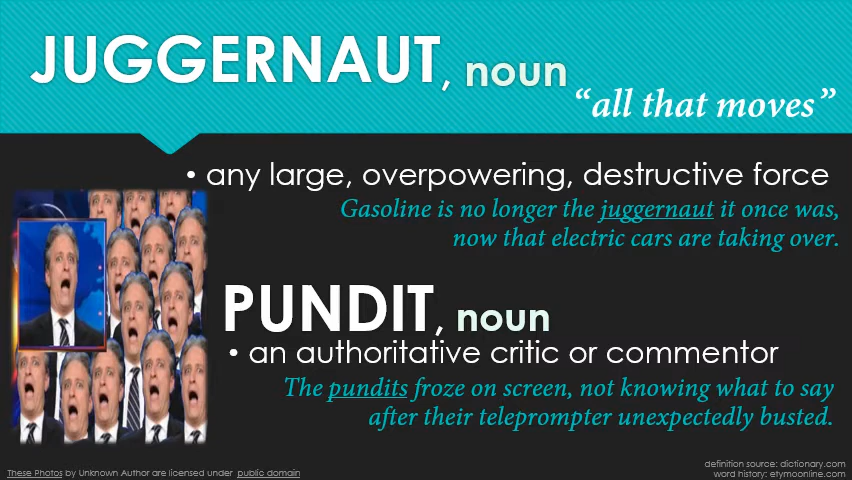 JUGGERNAUT, noun
“all that moves”
• any large, overpowering, destructive force
Gasoline is no longer the juggernaut it once was,
now that electric cars are taking over.
PUNDIT, noun
• an authoritative critic or commentor
The pundits froze on screen, not knowing what to say
after their teleprompter unexpectedly busted.
These Photos by Unknown Author are licensed under public domain
definition source: dictionary.com
word history: etymoonline.com